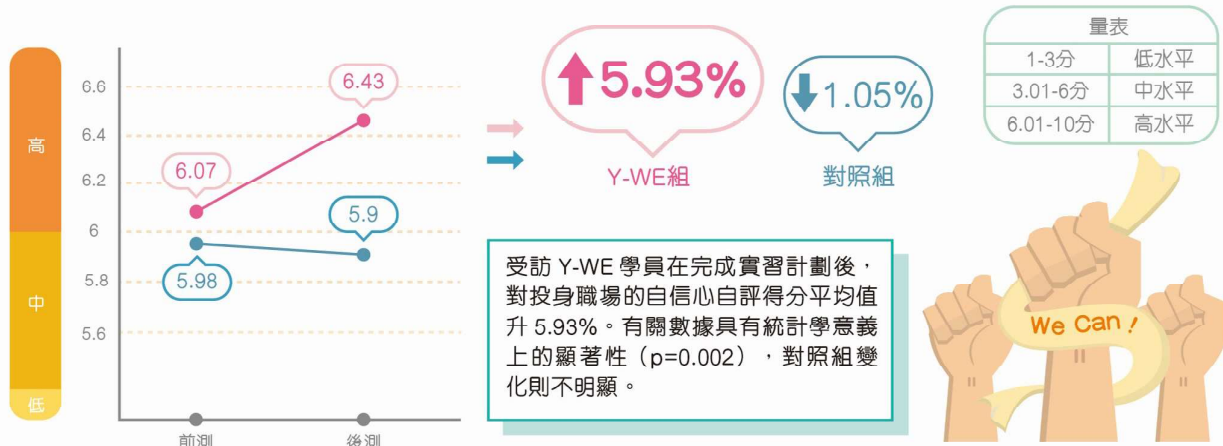 高
中
低
6.6
6.4
6.2
6
5.8
5.6
6.07
6.43
5.98
5.9
前測
後測
5.93%
Y-WE組
1.05%
對照組
量表
1-3分 低水平
3.01-6分 中水平
6.01-10分 高水平
受訪 Y-WE 學員在完成實習計劃後，
對投身職場的自信心自評得分平均值
升 5.93%。有關數據具有統計學意義
上的顯著性（p=0.002），對照組變
化則不明顯。
We Can !